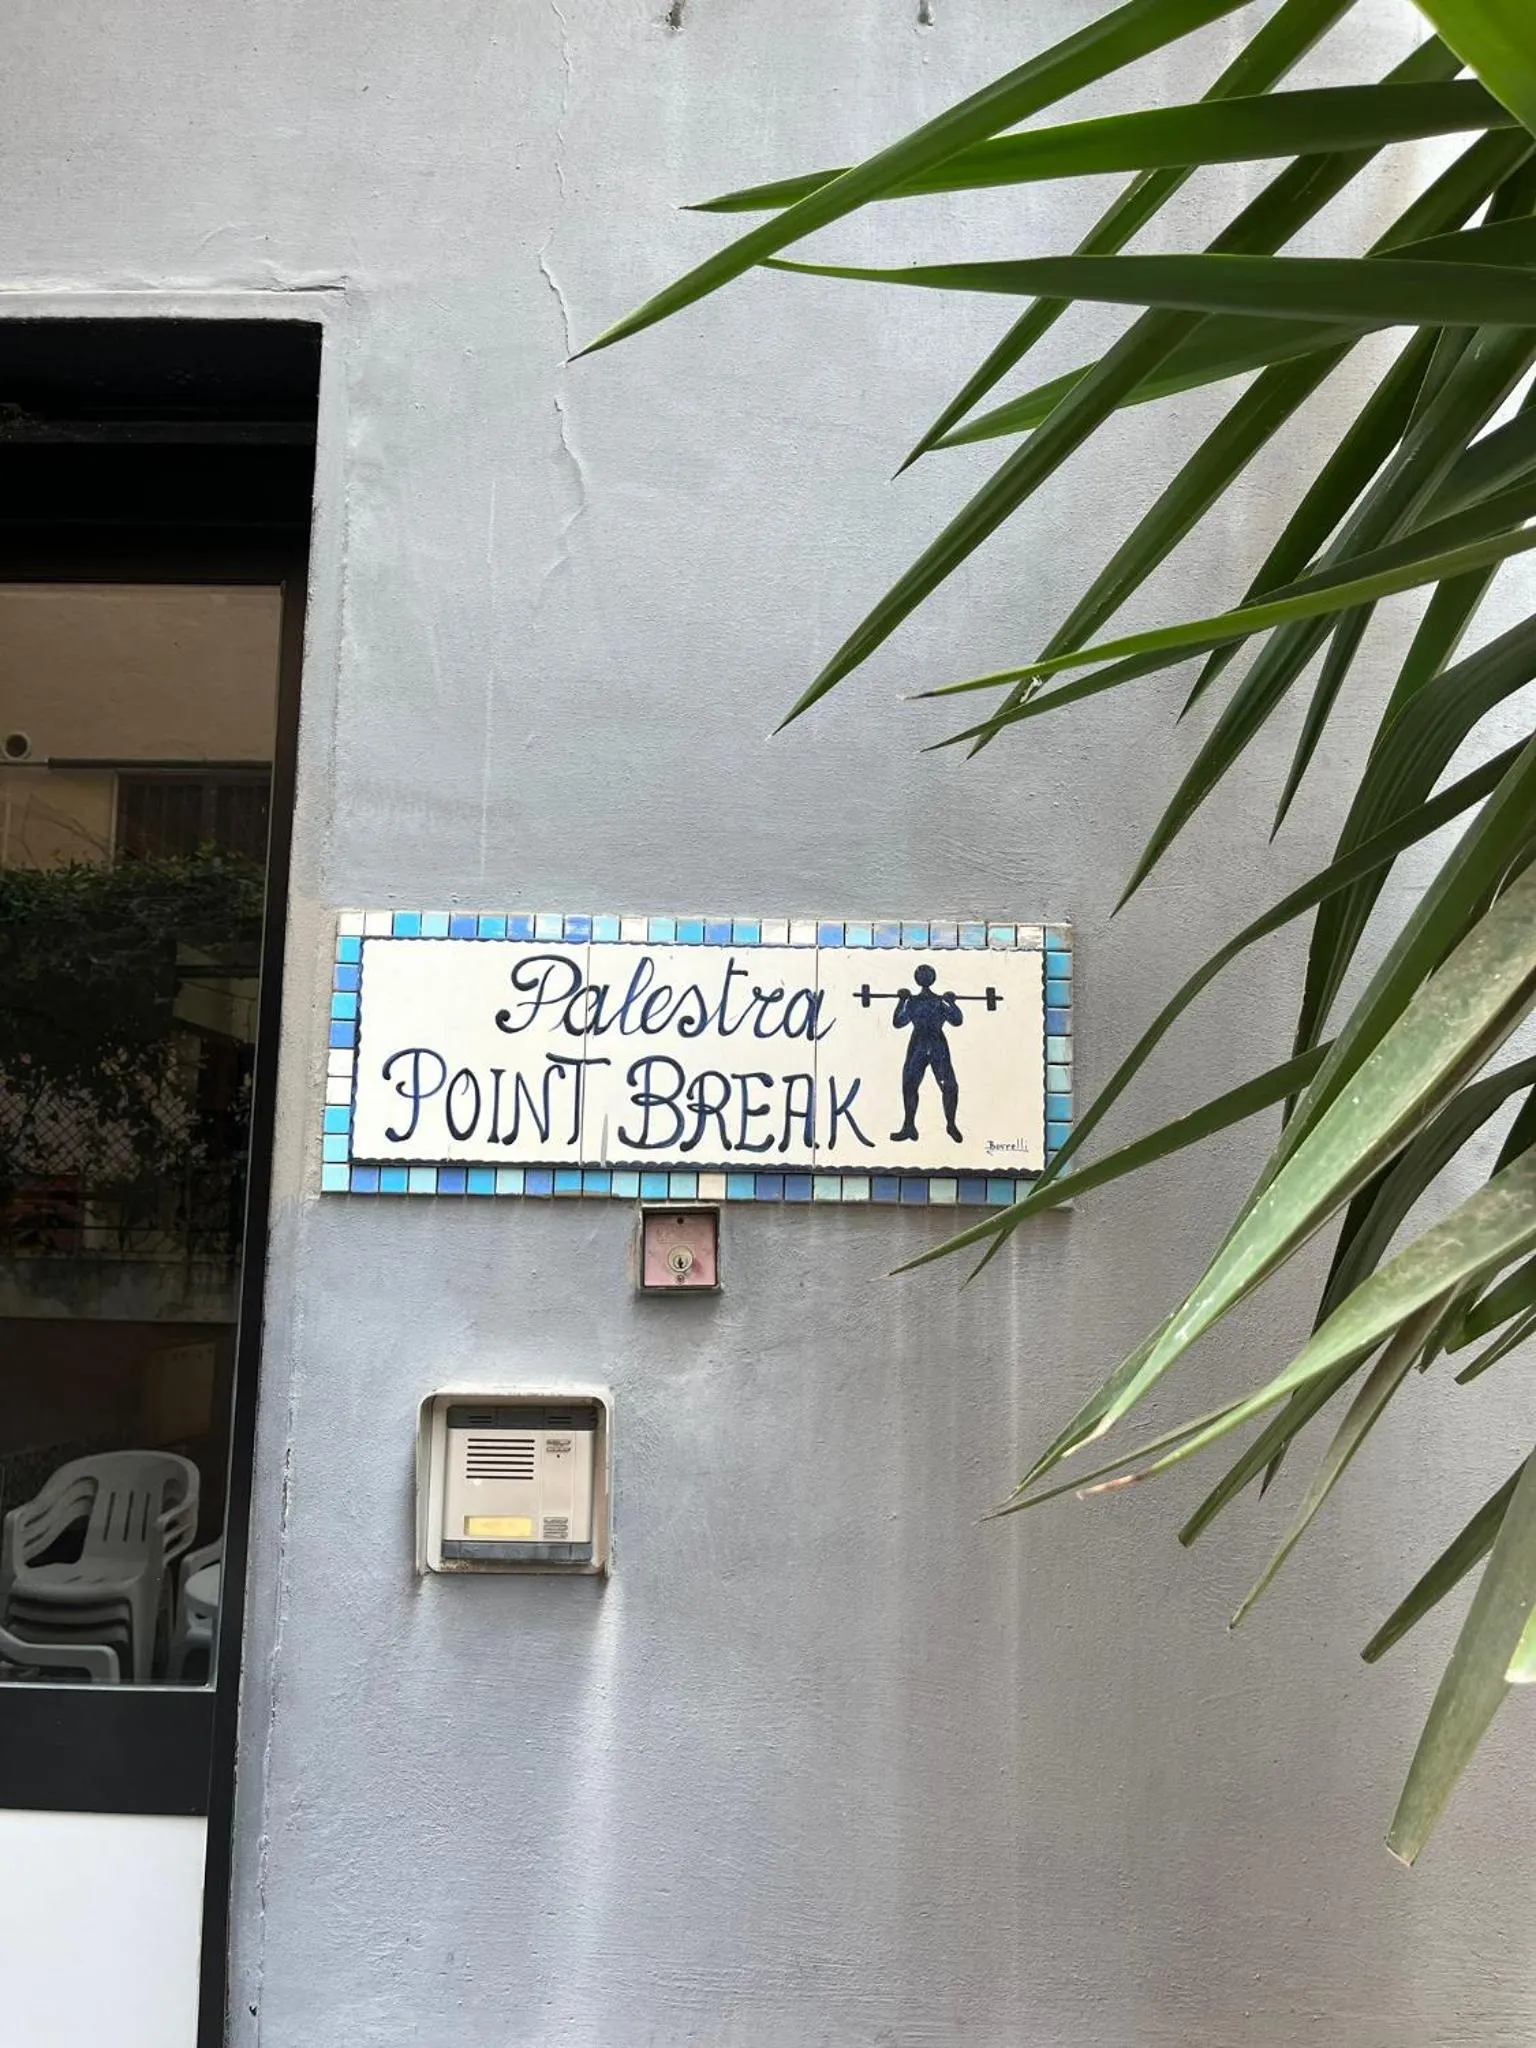 Palestra
POINT BREAK
Borrelli